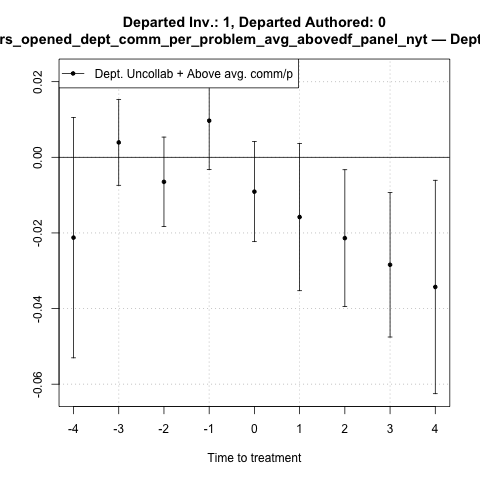 Departed Inv.: 1, Departed Authored: 0
rs_opened_dept_comm_per_problem_avg_abovedf_panel_nyt — Dept
Dept. Uncollab + Above avg. comm/p
0.02
0.00
-0.02
-0.04
-0.06
-4 -3 -2 -1 0 1 2 3 4
Time to treatment